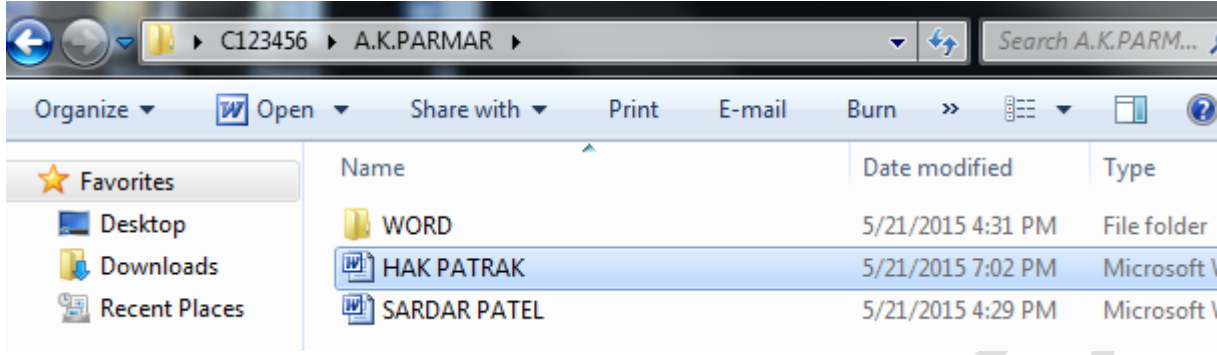 C123456 ▸ A.K.PARMAR ▸ Search A.K.PARM...
Organize Open Share with Print E-mail Burn »
Favorites
Desktop
Downloads
Recent Places
Name Date modified Type
WORD 5/21/2015 4:31 PM File folder
HAK PATRAK 5/21/2015 7:02 PM Microsoft
SARDAR PATEL 5/21/2015 4:29 PM Microsoft